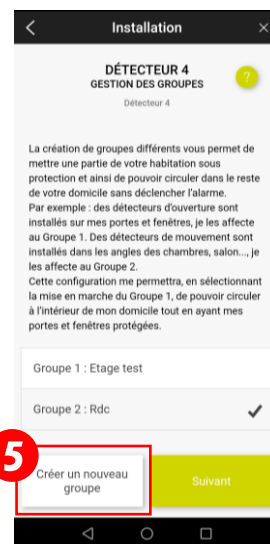 Installation
DÉTECTEUR 4
GESTION DES GROUPES
?
Détecteur 4
La création de groupes différents vous permet de
mettre une partie de votre habitation sous
protection et ainsi de pouvoir circuler dans le reste
de votre domicile sans déclencher l'alarme.
Par exemple : des détecteurs d'ouverture sont
installés sur mes portes et fenêtres, je les affecte
au Groupe 1. Des détecteurs de mouvement sont
installés dans les angles des chambres, salon..., je
les affecte au Groupe 2.
Cette configuration me permettra, en sélectionnant
la mise en marche du Groupe 1, de pouvoir circuler
à l'intérieur de mon domicile tout en ayant mes
portes et fenêtres protégées.
Groupe 1 : Etage test
Groupe 2 : Rdc
5
Créer un nouveau
groupe
Suivant